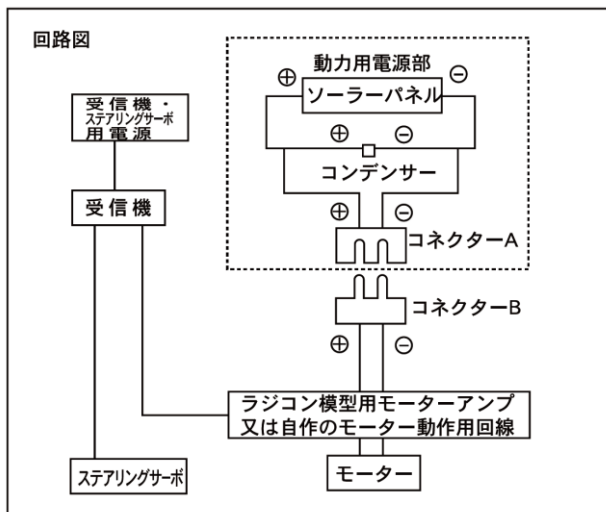 回路図
動力用電源部
⊕ ⊖
ソーラーパネル
⊕ ⊖
コンデンサー
⊕ ⊖
コネクターA
コネクターB
⊕ ⊖
受信機・
ステアリングサーボ
用電源
受信機
ラジコン模型用モーターアンプ
又は自作のモーター動作用回線
ステアリングサーボ
モーター